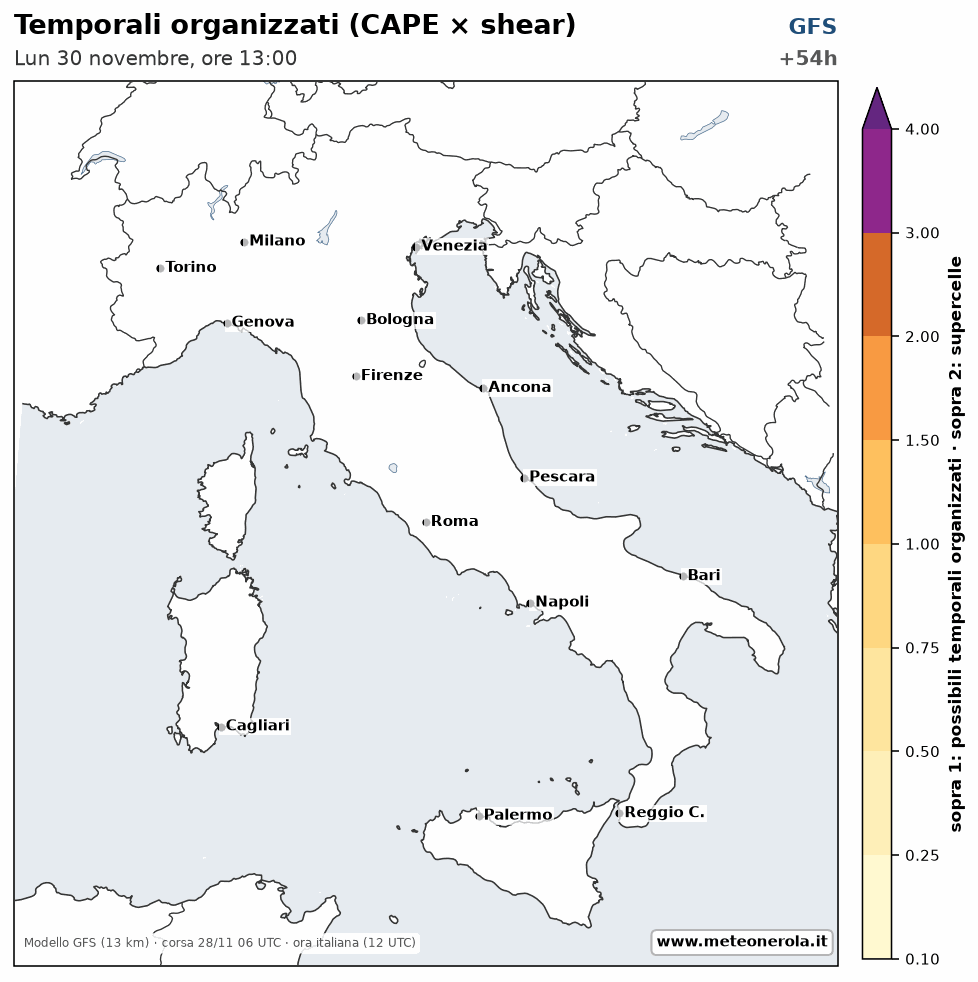 Temporali organizzati (CAPE × shear)
GFS
Lun 30 novembre, ore 13:00
+54h
4.00
3.00
2.00
1.50
1.00
0.75
0.50
0.25
0.10
sopra 1: possibili temporali organizzati · sopra 2: supercelle
Milano
Venezia
Torino
Genova
Bologna
Firenze
Ancona
Pescara
Roma
Bari
Napoli
Cagliari
Palermo
Reggio C.
Modello GFS (13 km) · corsa 28/11 06 UTC · ora italiana (12 UTC)
www.meteonerola.it